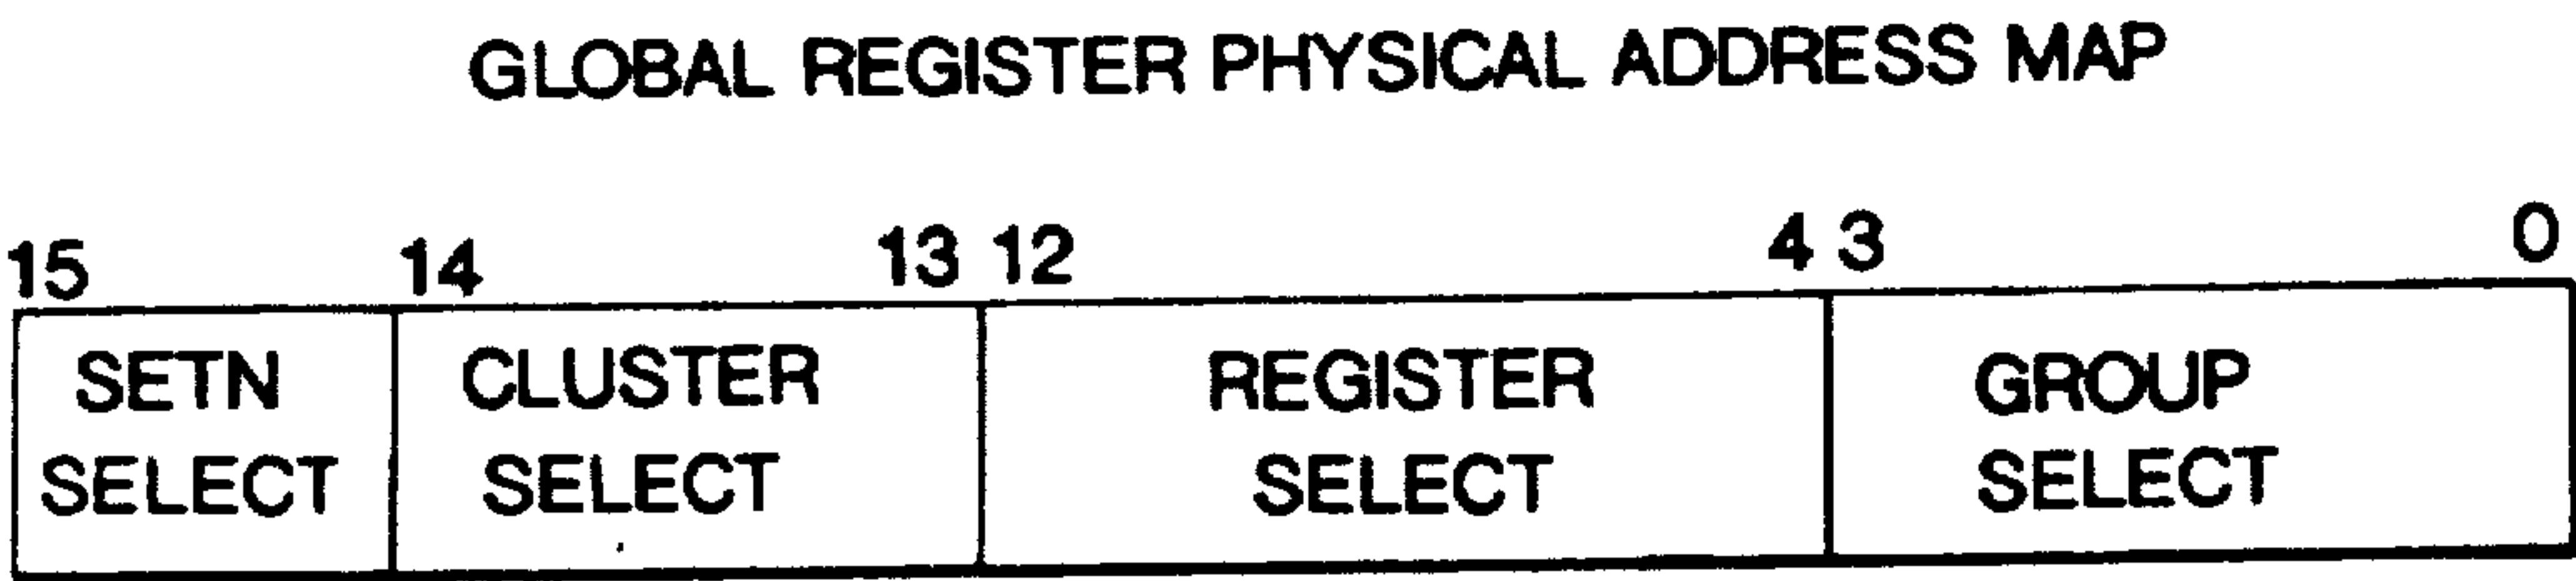 GLOBAL REGISTER PHYSICAL ADDRESS MAP
15 14 13 12 4 3 0
SETN CLUSTER REGISTER GROUP
SELECT SELECT SELECT SELECT